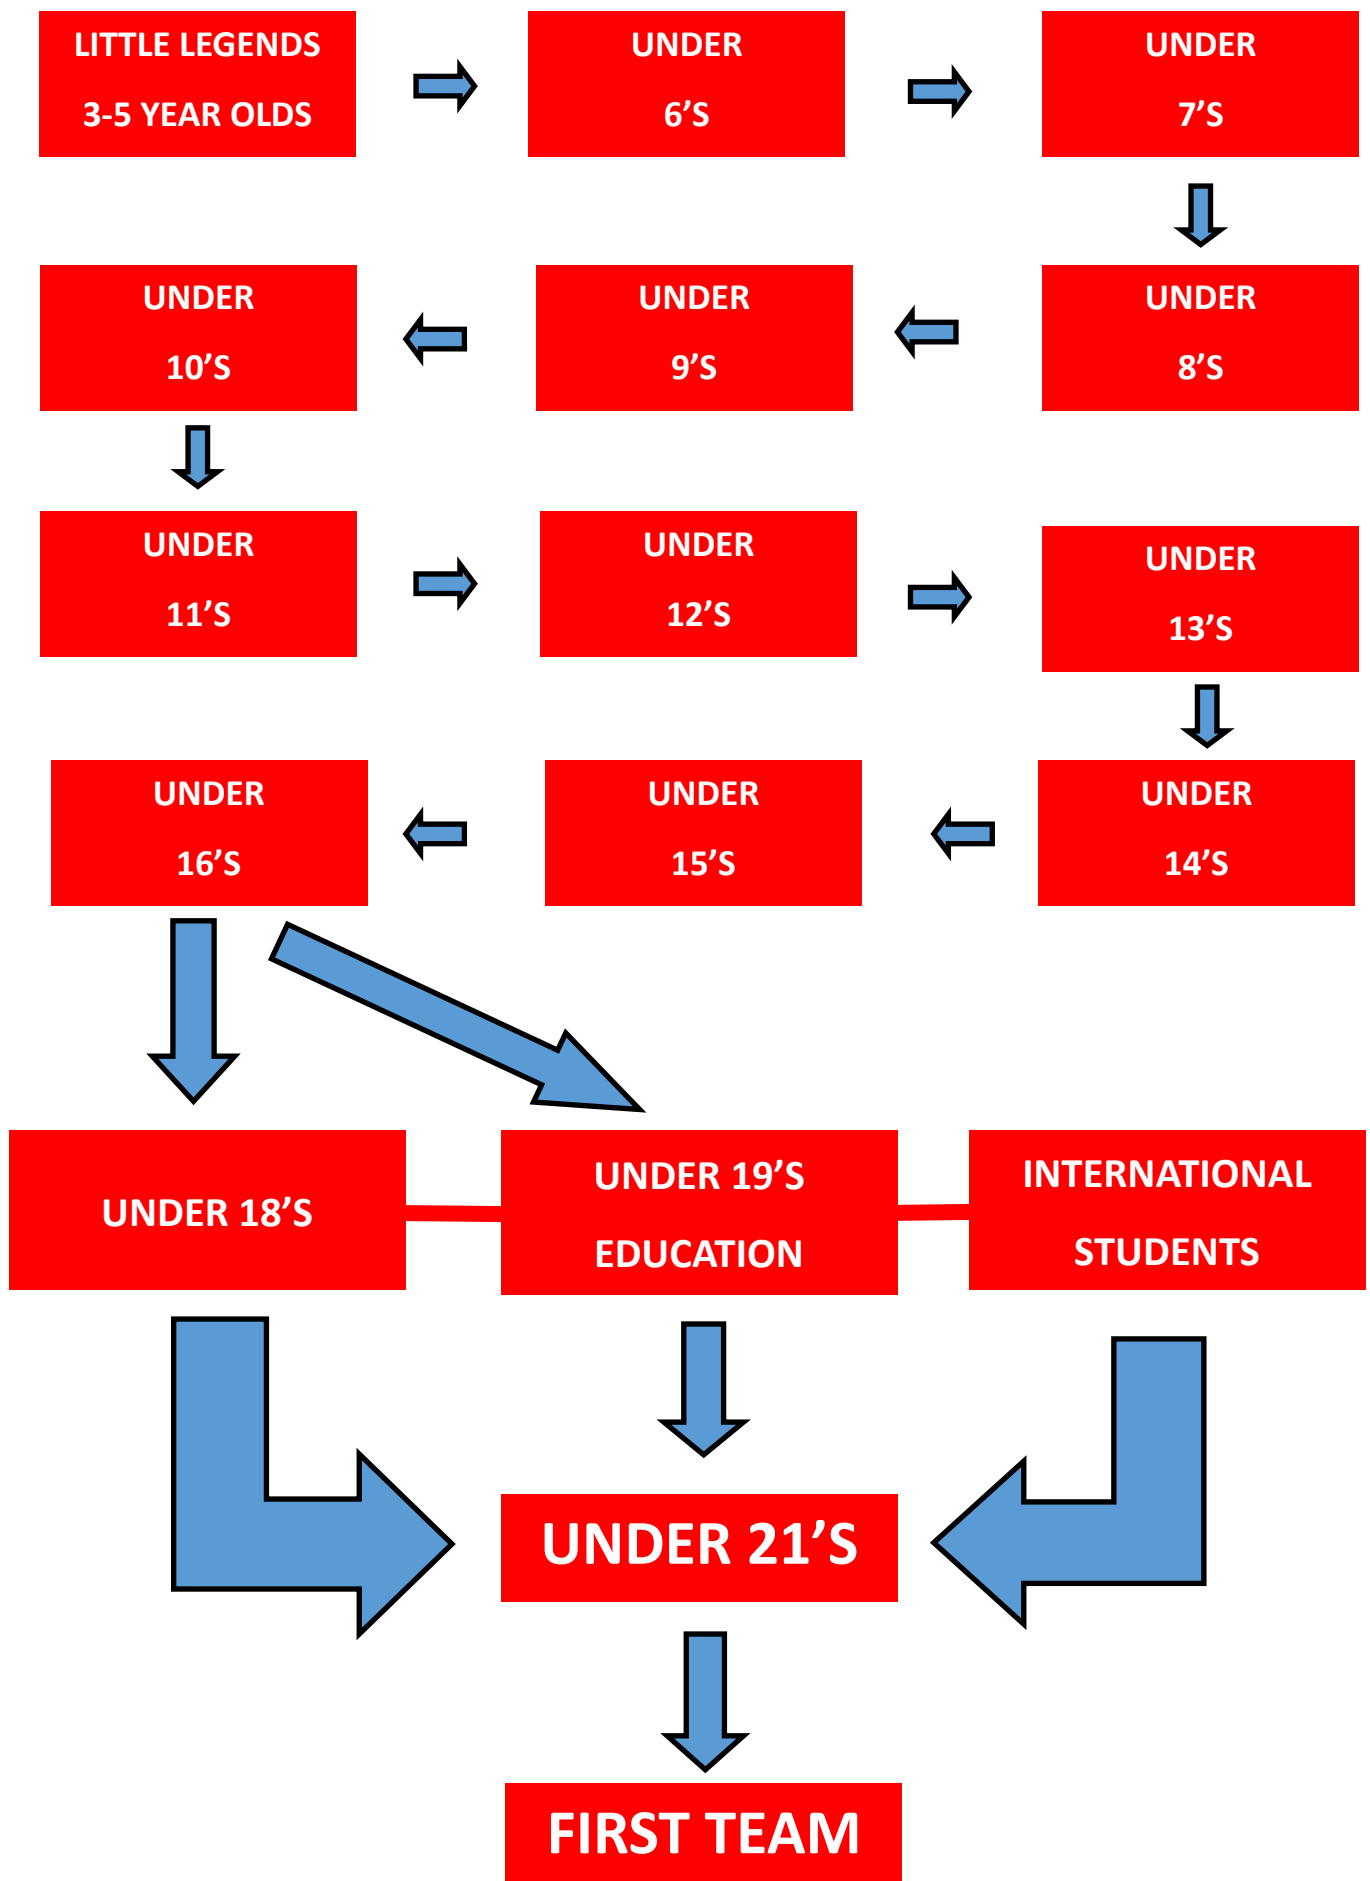 LITTLE LEGENDS
3-5 YEAR OLDS
UNDER
6’S
UNDER
7’S
UNDER
8’S
UNDER
9’S
UNDER
10’S
UNDER
11’S
UNDER
12’S
UNDER
13’S
UNDER
14’S
UNDER
15’S
UNDER
16’S
UNDER 18’S
UNDER 19’S
EDUCATION
INTERNATIONAL
STUDENTS
UNDER 21’S
FIRST TEAM